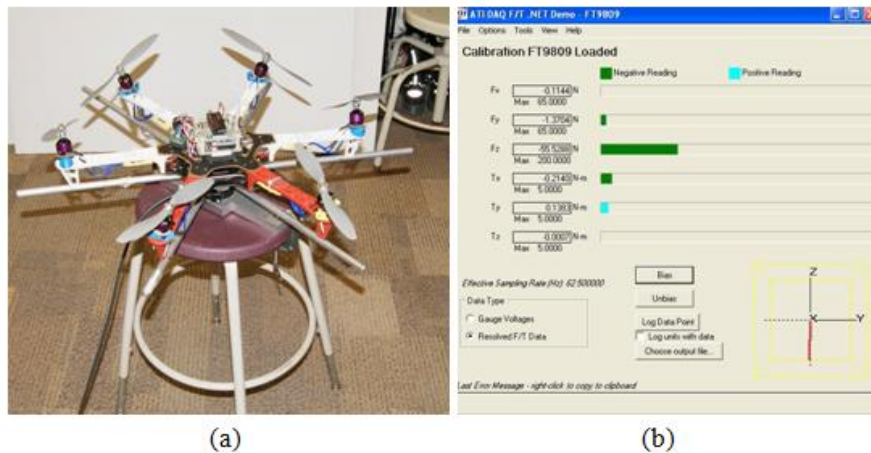 ATI DAQ F/T .NET Demo - FT9809
File Options Tools View Help
Calibration FT9809 Loaded
Negative Reading Positive Reading
Fx -0.1144 N
Max 65.0000
Fy -1.3704 N
Max 65.0000
Fz -55.5288 N
Max 200.0000
Tx -0.2140 N-m
Max 5.0000
Ty 0.1383 N-m
Max 5.0000
Tz -0.0007 N-m
Max 5.0000
Effective Sampling Rate (Hz) 62.500000
Bias
Unbias
Data Type
Gauge Voltages
Resolved F/T Data
Log Data Point
Log units with data
Choose output file...
Z
X
Y
Last Error Message - right-click to copy to clipboard
(a) (b)